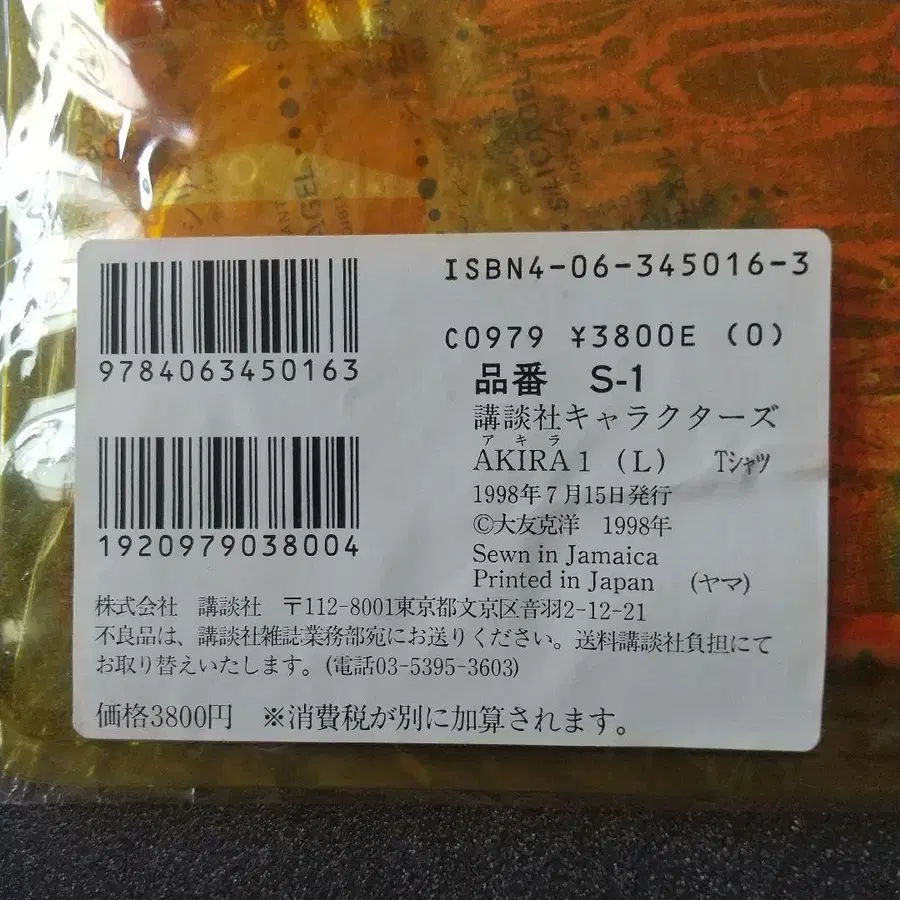 ISBN4-06-345016-3
9784063450163
C0979 ¥3800E (0)
品番 S-1
講談社キャラクターズ
アキラ
AKIRA1 (L) Tシャツ
1998年7月15日発行
©大友克洋 1998年
1920979038004
Sewn in Jamaica
Printed in Japan (ヤマ)
株式会社 講談社 〒112-8001東京都文京区音羽2-12-21
不良品は、講談社雑誌業務部宛にお送りください。送料講談社負担にて
お取り替えいたします。(電話03-5395-3603)
価格3800円 ※消費税が別に加算されます。